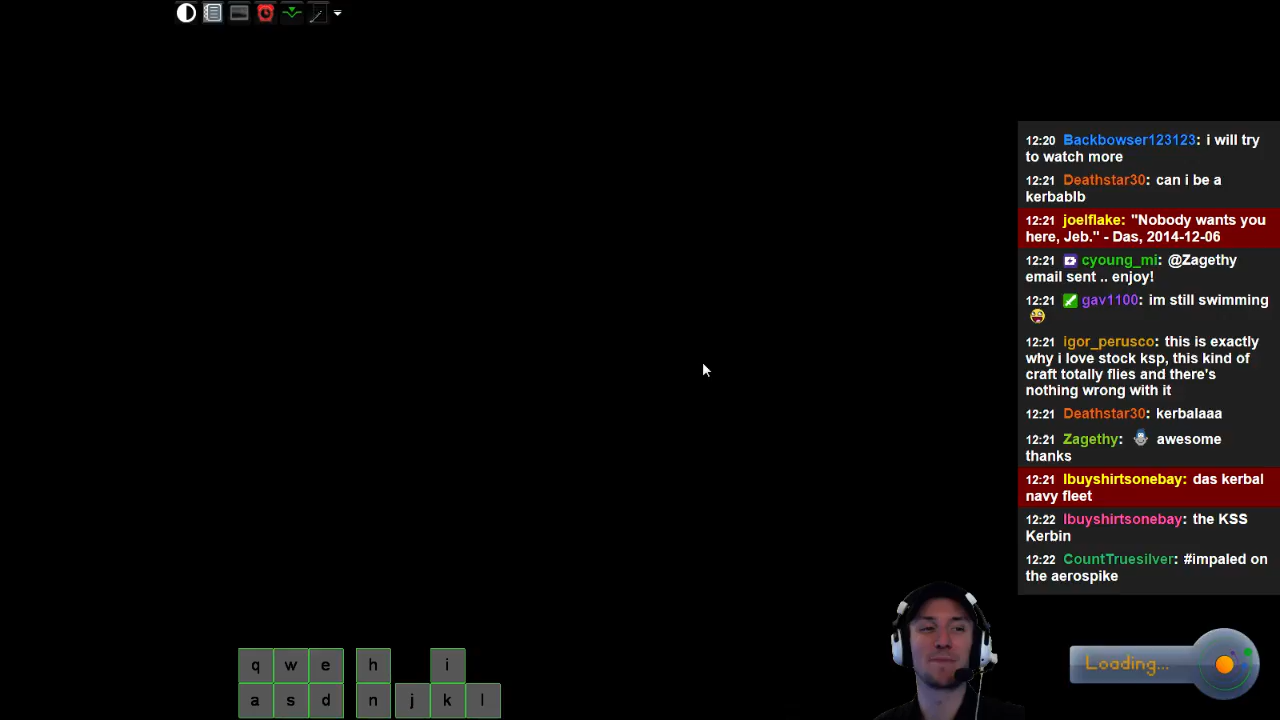 12:20 Backbowser123123: i will try
to watch more
12:21 Deathstar30: can i be a
kerbablb
12:21 joelflake: "Nobody wants you
here, Jeb." - Das, 2014-12-06
12:21 cyoung_mi: @Zagethy
email sent .. enjoy!
12:21 gav1100: im still swimming
12:21 igor_perusco: this is exactly
why i love stock ksp, this kind of
craft totally flies and there's
nothing wrong with it
12:21 Deathstar30: kerbalaaa
12:21 Zagethy: awesome
thanks
12:21 Ibuyshirtsonebay: das kerbal
navy fleet
12:22 Ibuyshirtsonebay: the KSS
Kerbin
12:22 CountTruesilver: #impaled on
the aerospike
q w e h i
a s d n j k l
Loading...